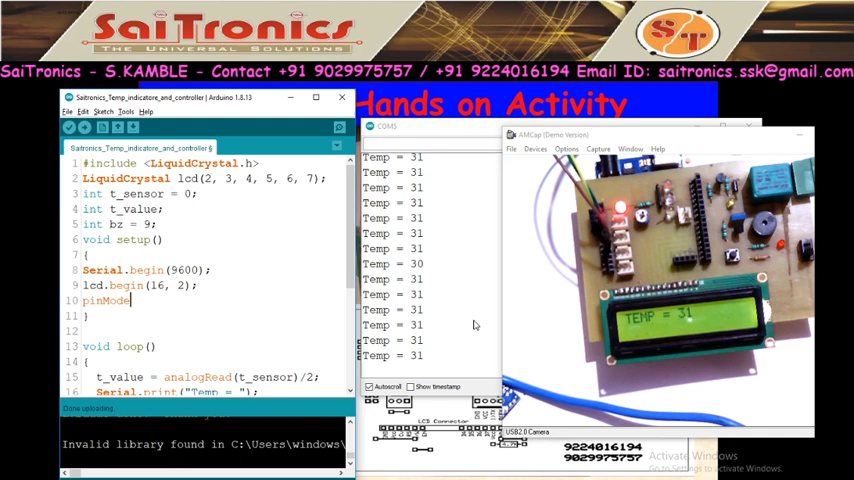 SaiTronics
THE UNIVERSAL SOLUTIONS
ST
SaiTronics - S.KAMBLE - Contact +91 9029975757 / +91 9224016194 Email ID: saitronics.ssk@gmail.com
Hands on Activity
Saitronics_Temp_indicatore_and_controller | Arduino 1.8.13
File Edit Sketch Tools Help
Saitronics_Temp_indicatore_and_controller §
1 #include <LiquidCrystal.h>
2 LiquidCrystal lcd(2, 3, 4, 5, 6, 7);
3 int t_sensor = 0;
4 int t_value;
5 int bz = 9;
6 void setup()
7 {
8 Serial.begin(9600);
9 lcd.begin(16, 2);
10 pinMode
11 }
12
13 void loop()
14 {
15 t_value = analogRead(t_sensor)/2;
16 Serial.print("Temp = ");
Done uploading.
Invalid library found in C:\Users\windows\
COM5
Temp = 31
Temp = 31
Temp = 31
Temp = 31
Temp = 31
Temp = 31
Temp = 31
Temp = 30
Temp = 31
Temp = 31
Temp = 31
Temp = 31
Temp = 31
Temp = 31
Autoscroll Show timestamp
LCD Connector
AMCap (Demo Version)
File Devices Options Capture Window Help
TEMP = 31
USB2.0 Camera
9224016194
9029975757
Activate Windows
Go to Settings to activate Windows.